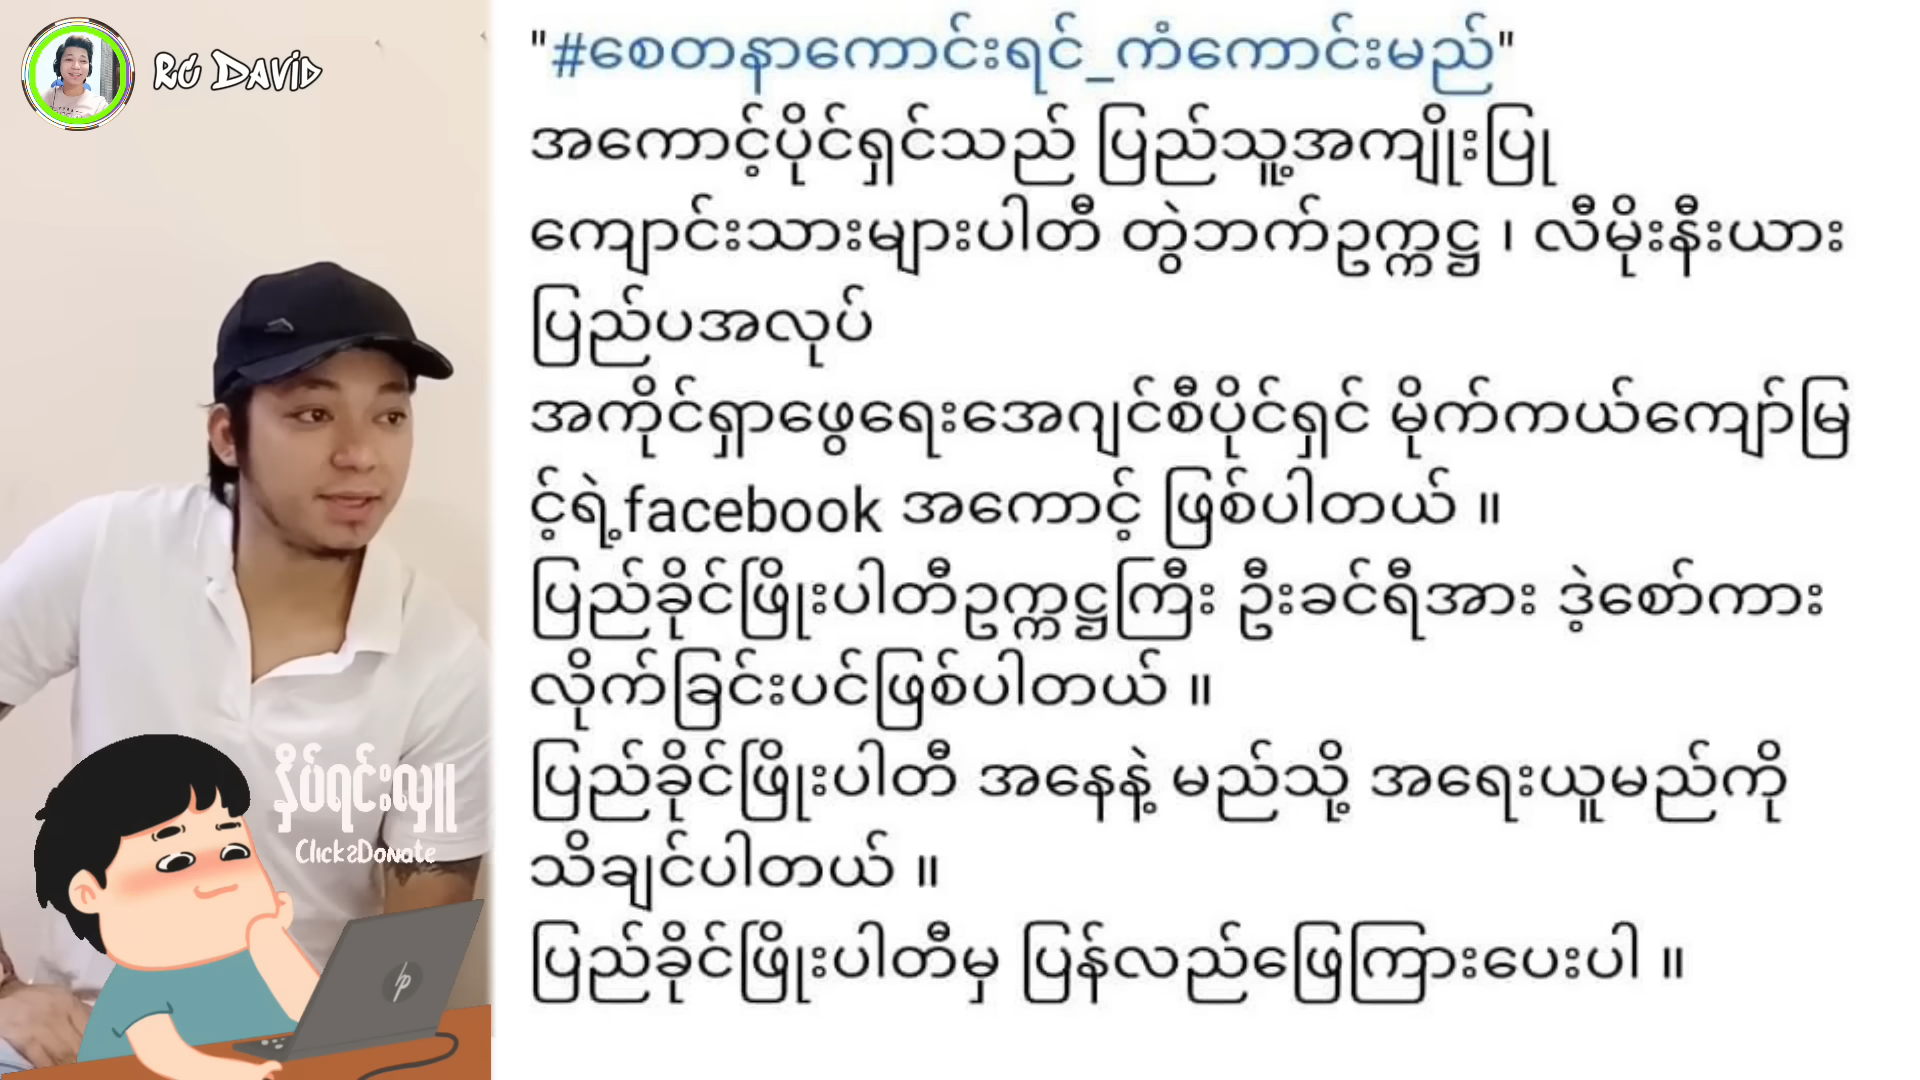 RC DAVID
"#စေတနာကောင်းရင်_ကံကောင်းမည်"
အကောင့်ပိုင်ရှင်သည် ပြည်သူ့အကျိုးပြု
ကျောင်းသားများပါတီ တွဲဘက်ဥက္ကဋ္ဌ ၊ လီမိုးနီးယား
ပြည်ပအလုပ်
အကိုင်ရှာဖွေရေးအေဂျင်စီပိုင်ရှင် မိုက်ကယ်ကျော်မြ
င့်ရဲ့facebook အကောင့် ဖြစ်ပါတယ် ။
ပြည်ခိုင်ဖြိုးပါတီဥက္ကဋ္ဌကြီး ဦးခင်ရီအား ဒဲ့စော်ကား
လိုက်ခြင်းပင်ဖြစ်ပါတယ် ။
ပြည်ခိုင်ဖြိုးပါတီ အနေနဲ့ မည်သို့ အရေးယူမည်ကို
သိချင်ပါတယ် ။
ပြည်ခိုင်ဖြိုးပါတီမှ ပြန်လည်ဖြေကြားပေးပါ ။
နှိပ်ရင်းလှူ
Click2Donate
hp